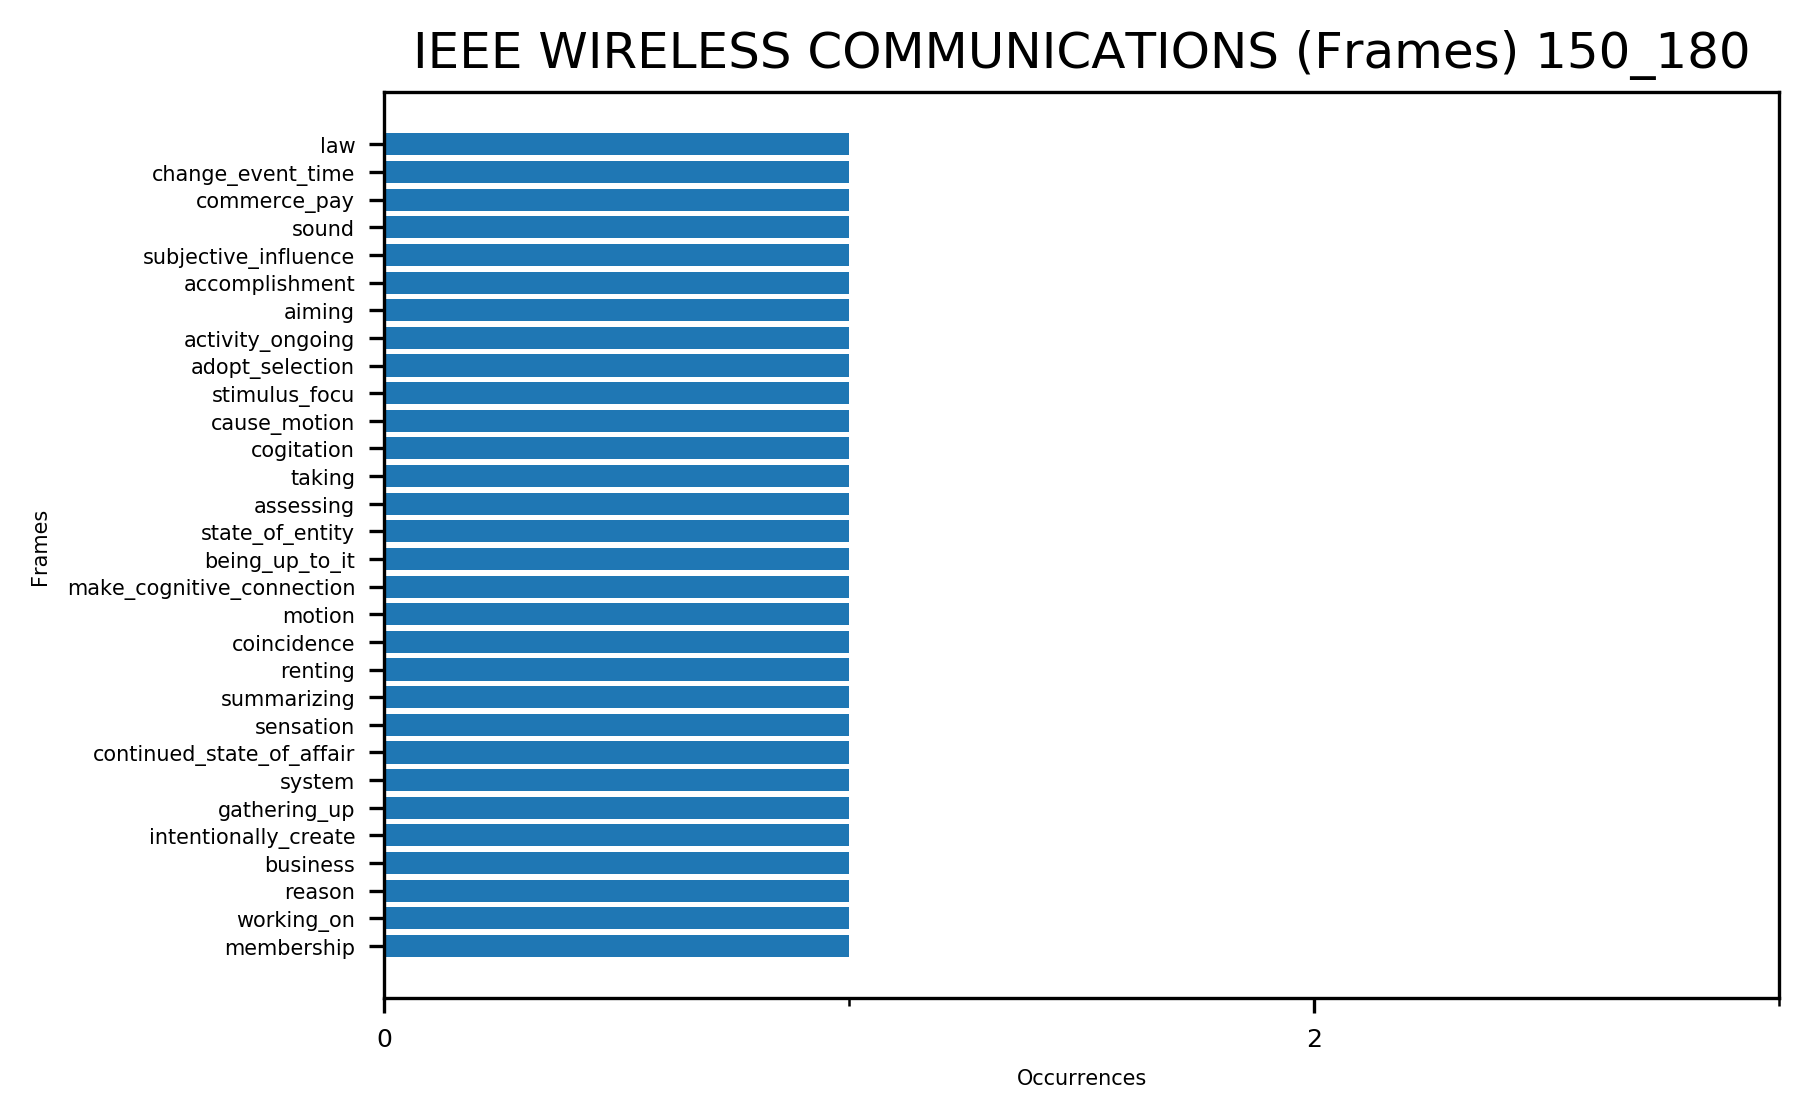 IEEE WIRELESS COMMUNICATIONS (Frames) 150_180
law
change_event_time
commerce_pay
sound
subjective_influence
accomplishment
aiming
activity_ongoing
adopt_selection
stimulus_focu
cause_motion
cogitation
taking
assessing
state_of_entity
being_up_to_it
make_cognitive_connection
motion
coincidence
renting
summarizing
sensation
continued_state_of_affair
system
gathering_up
intentionally_create
business
reason
working_on
membership
Frames
0
2
Occurrences